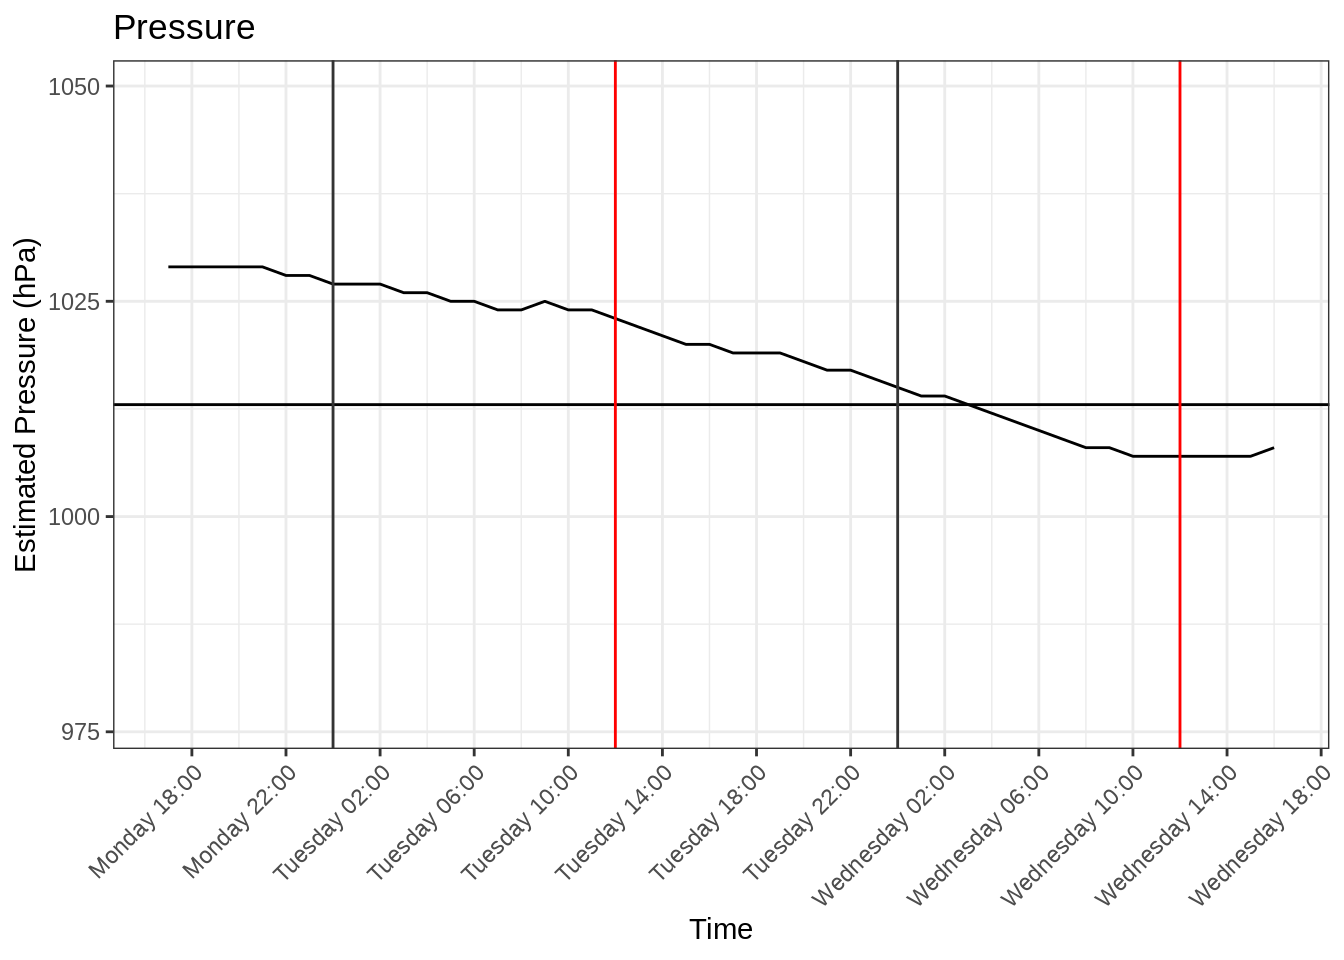 Pressure
Estimated Pressure (hPa)
1050
1025
1000
975
Monday 18:00
Monday 22:00
Tuesday 02:00
Tuesday 06:00
Tuesday 10:00
Tuesday 14:00
Tuesday 18:00
Tuesday 22:00
Wednesday 02:00
Wednesday 06:00
Wednesday 10:00
Wednesday 14:00
Wednesday 18:00
Time